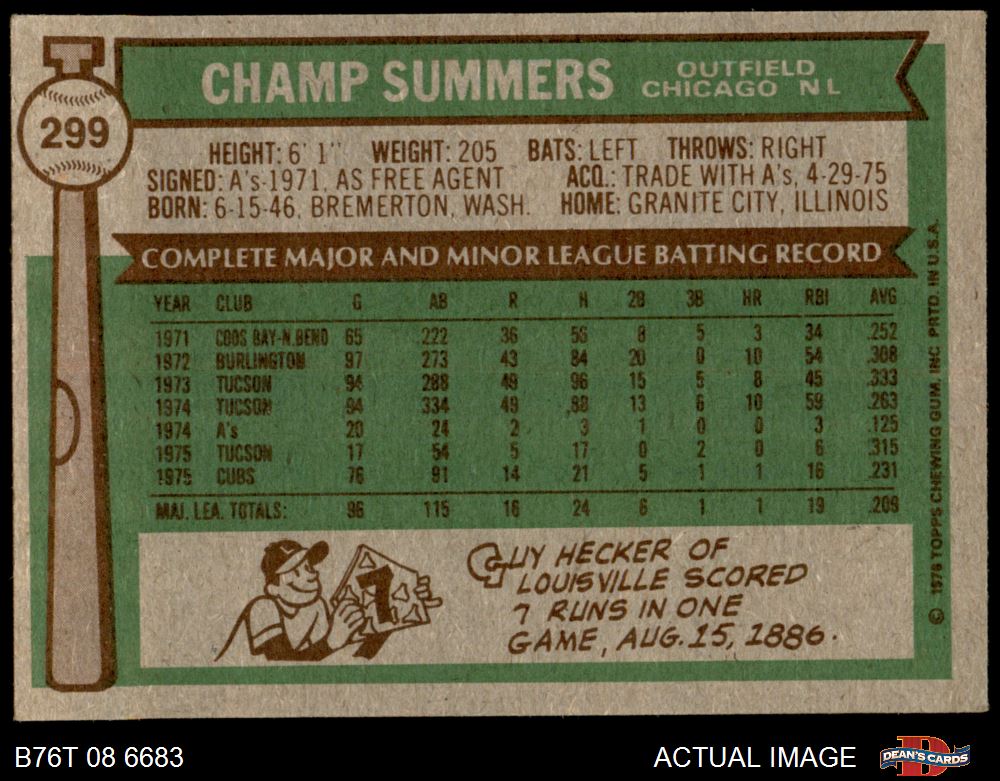 CHAMP SUMMERS
OUTFIELD
CHICAGO N L
299
HEIGHT: 6' 1" WEIGHT: 205 BATS: LEFT THROWS: RIGHT
SIGNED: A's-1971, AS FREE AGENT ACQ.: TRADE WITH A's, 4-29-75
BORN: 6-15-46, BREMERTON, WASH. HOME: GRANITE CITY, ILLINOIS
COMPLETE MAJOR AND MINOR LEAGUE BATTING RECORD
YEAR CLUB G AB R H 2B 3B HR RBI AVG
1971 COOS BAY-N.BEND 65 222 36 56 8 5 3 34 .252
1972 BURLINGTON 97 273 43 84 20 0 10 54 .308
1973 TUCSON 94 288 49 96 15 5 8 45 .333
1974 TUCSON 94 334 49 88 13 6 10 59 .263
1974 A's 20 24 2 3 1 0 0 3 .125
1975 TUCSON 17 54 5 17 0 2 0 6 .315
1975 CUBS 76 91 14 21 5 1 1 16 .231
MAJ. LEA. TOTALS: 96 115 16 24 6 1 1 19 .209
7
GUY HECKER OF
LOUISVILLE SCORED
7 RUNS IN ONE
GAME, AUG. 15, 1886.
© 1976 TOPPS CHEWING GUM, INC. PRTD. IN U.S.A.
B76T 08 6683
ACTUAL IMAGE
DEAN'S CARDS